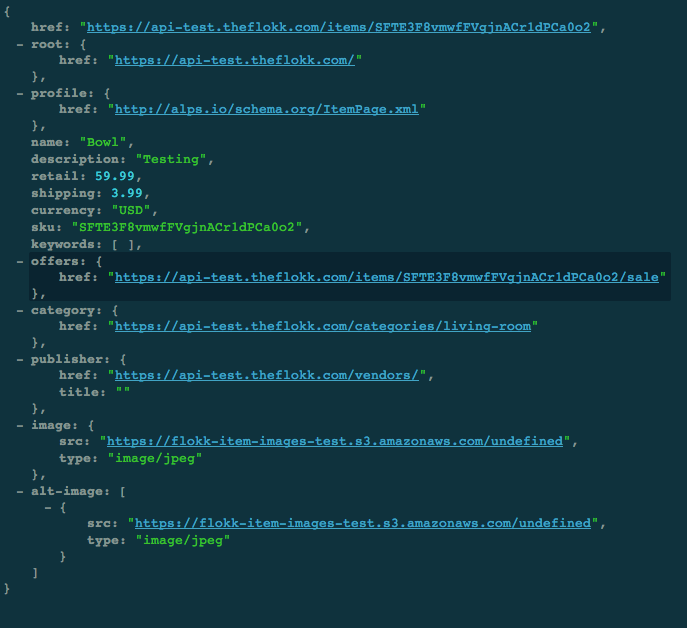 {
href: "https://api-test.theflokk.com/items/SFTE3F8vmwfFVgjnACr1dPCa0o2",
– root: {
href: "https://api-test.theflokk.com/"
},
– profile: {
href: "http://alps.io/schema.org/ItemPage.xml"
},
name: "Bowl",
description: "Testing",
retail: 59.99,
shipping: 3.99,
currency: "USD",
sku: "SFTE3F8vmwfFVgjnACr1dPCa0o2",
keywords: [ ],
– offers: {
href: "https://api-test.theflokk.com/items/SFTE3F8vmwfFVgjnACr1dPCa0o2/sale"
},
– category: {
href: "https://api-test.theflokk.com/categories/living-room"
},
– publisher: {
href: "https://api-test.theflokk.com/vendors/",
title: ""
},
– image: {
src: "https://flokk-item-images-test.s3.amazonaws.com/undefined",
type: "image/jpeg"
},
– alt-image: [
– {
src: "https://flokk-item-images-test.s3.amazonaws.com/undefined",
type: "image/jpeg"
}
]
}